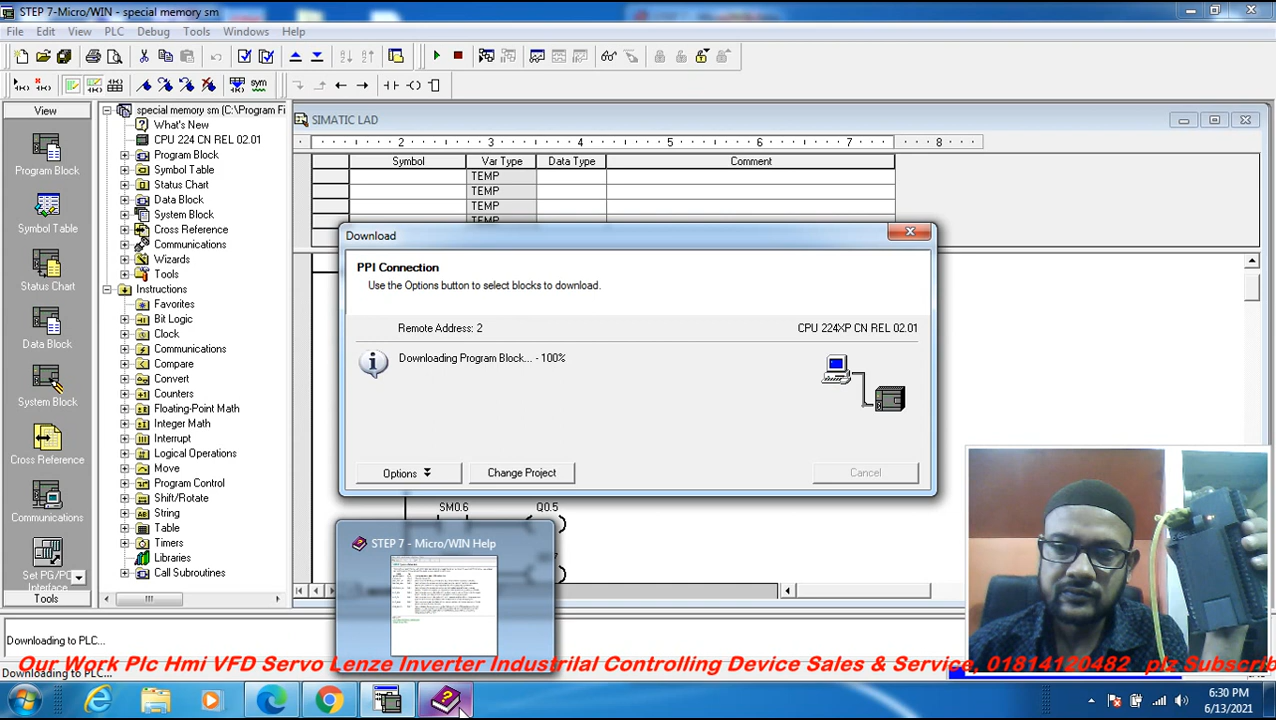 STEP 7-Micro/WIN - special memory sm
File Edit View PLC Debug Tools Windows Help
View
Program Block
Symbol Table
Status Chart
Data Block
System Block
Cross Reference
Communications
Set PG/PC
Interface
Tools
special memory sm (C:\Program Fi
What's New
CPU 224 CN REL 02.01
Program Block
Symbol Table
Status Chart
Data Block
System Block
Cross Reference
Communications
Wizards
Tools
Instructions
Favorites
Bit Logic
Clock
Communications
Compare
Convert
Counters
Floating-Point Math
Integer Math
Interrupt
Logical Operations
Move
Program Control
Shift/Rotate
String
Table
Timers
Libraries
Call Subroutines
SIMATIC LAD
2 3 4 5 6 7 8
Symbol Var Type Data Type Comment
TEMP
TEMP
TEMP
TEMP
Download
PPI Connection
Use the Options button to select blocks to download.
Remote Address: 2 CPU 224XP CN REL 02.01
Downloading Program Block... - 100%
Options Change Project Cancel
SM0.6 Q0.5
STEP 7 - Micro/WIN Help
Downloading to PLC...
Our Work Plc Hmi VFD Servo Lenze Inverter Industrilal Controlling Device Sales & Service, 01814120482 plz Subscrib
Downloading to PLC...
6:30 PM
6/13/2021